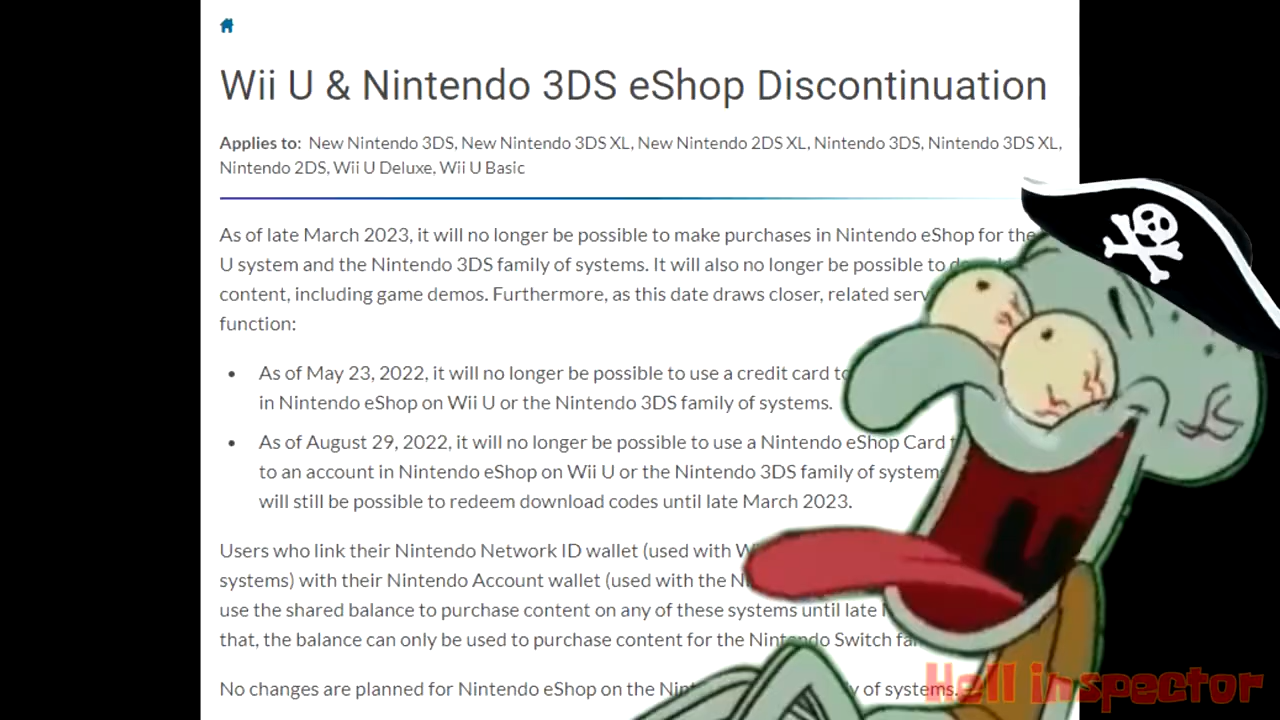 Wii U & Nintendo 3DS eShop Discontinuation
Applies to: New Nintendo 3DS, New Nintendo 3DS XL, New Nintendo 2DS XL, Nintendo 3DS, Nintendo 3DS XL,
Nintendo 2DS, Wii U Deluxe, Wii U Basic
As of late March 2023, it will no longer be possible to make purchases in Nintendo eShop for the
U system and the Nintendo 3DS family of systems. It will also no longer be possible to
content, including game demos. Furthermore, as this date draws closer, related
function:
• As of May 23, 2022, it will no longer be possible to use a credit card
in Nintendo eShop on Wii U or the Nintendo 3DS family of systems.
• As of August 29, 2022, it will no longer be possible to use a Nintendo eShop Card
to an account in Nintendo eShop on Wii U or the Nintendo 3DS family of
will still be possible to redeem download codes until late March 2023.
Users who link their Nintendo Network ID wallet (used with
systems) with their Nintendo Account wallet (used with the
use the shared balance to purchase content on any of these systems until late
that, the balance can only be used to purchase content for the Nintendo Switch
No changes are planned for Nintendo eShop on the of systems.
Hell inspector